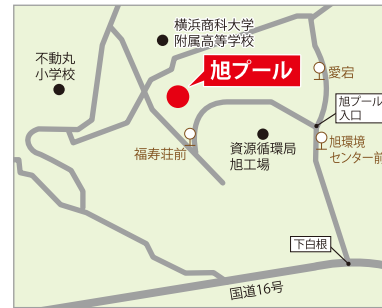 横浜商科大学
附属高等学校
不動丸
小学校
旭プール
愛宕
旭プール
入口
福寿荘前
資源循環局
旭工場
旭環境
センター前
下白根
国道16号